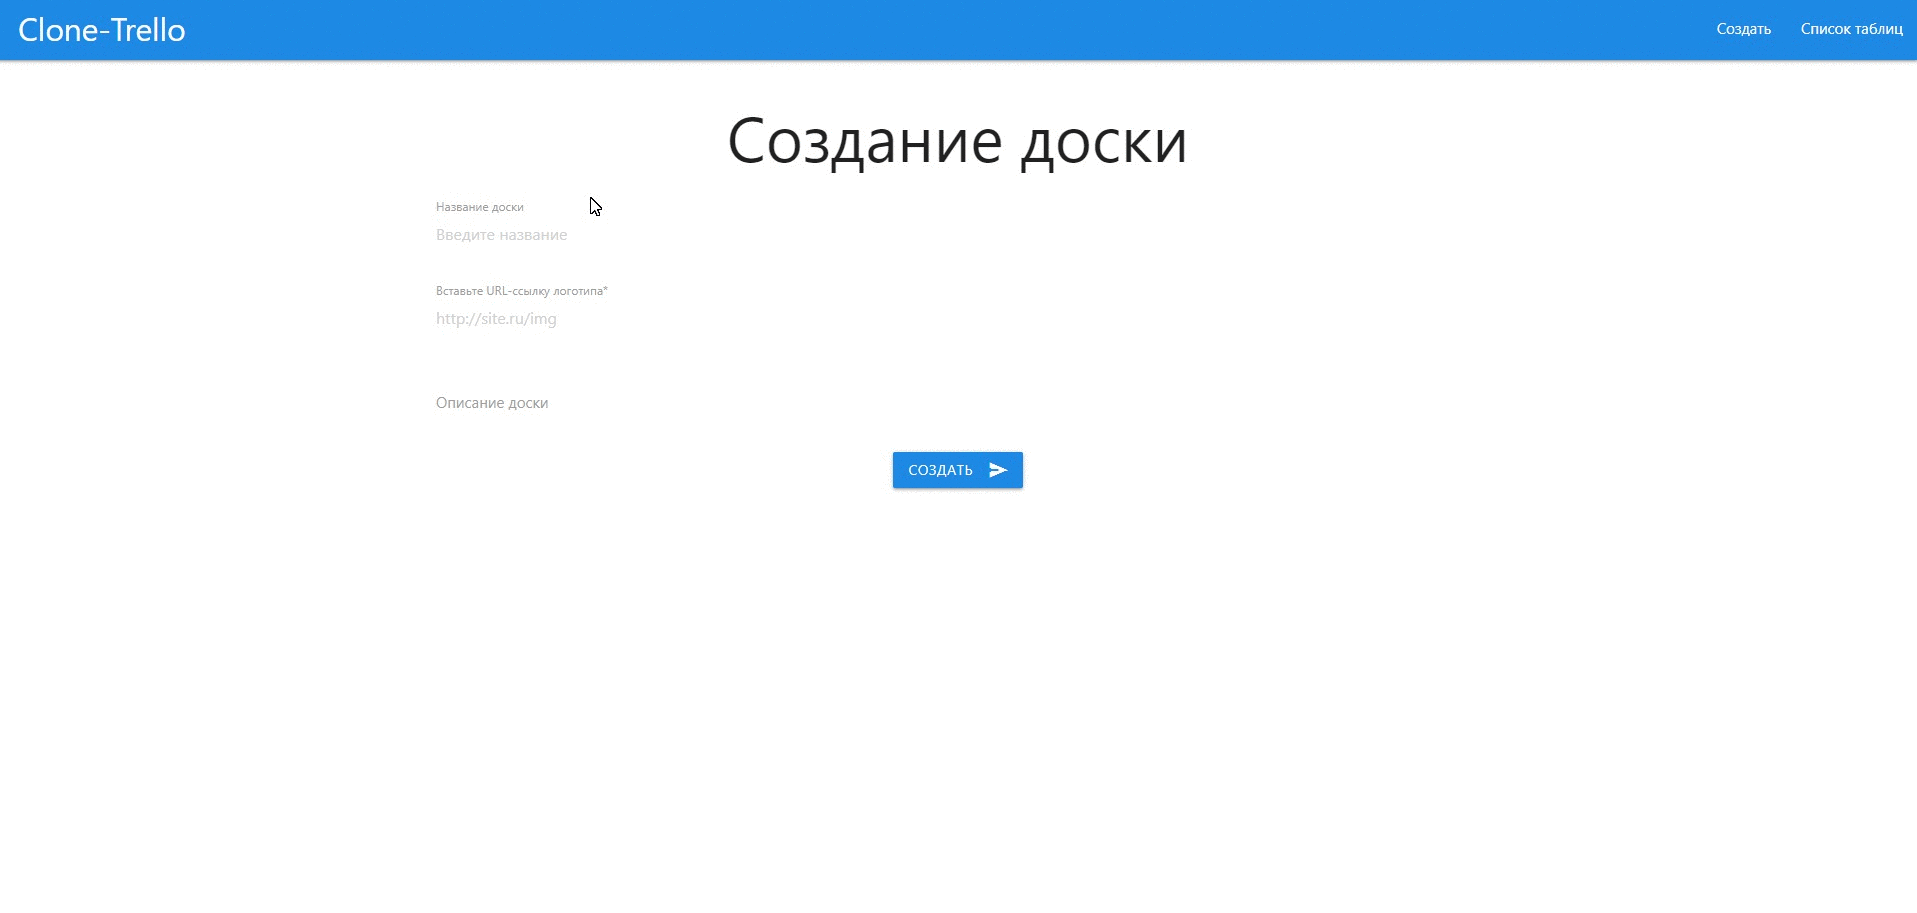 Clone-Trello
Создать
Список таблиц
Создание доски
Название доски
Введите название
Вставьте URL-ссылку логотипа*
http://site.ru/img
Описание доски
СОЗДАТЬ